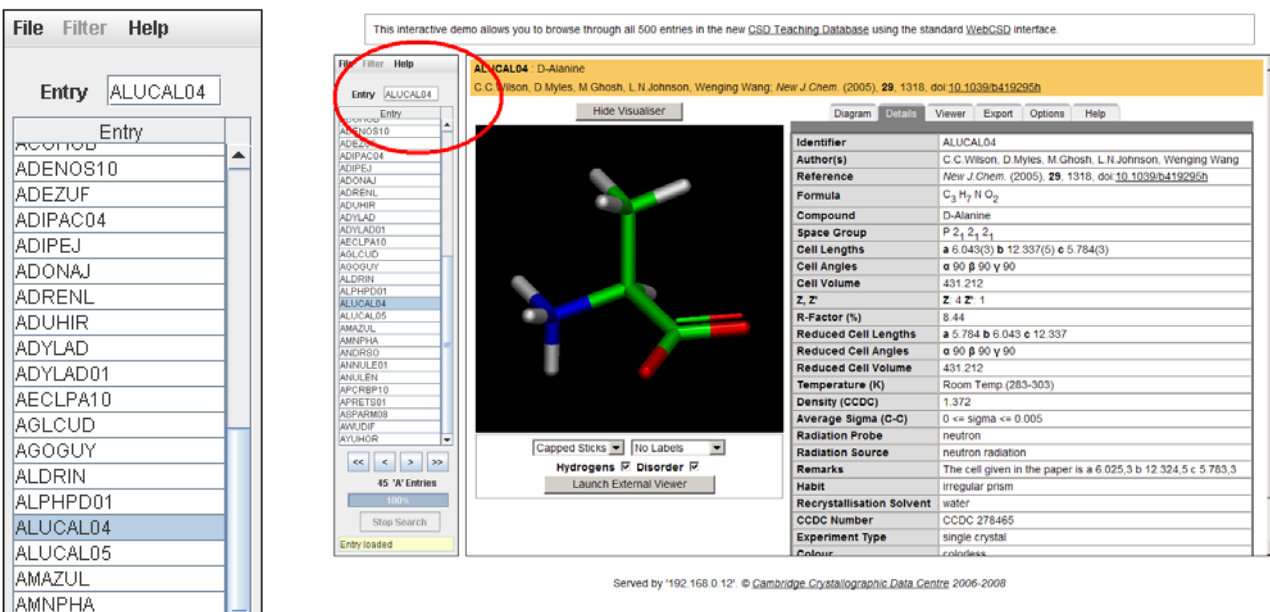 File Filter Help
Entry ALUCAL04
Entry
ADENOS10
ADEZUF
ADIPAC04
ADIPEJ
ADONAJ
ADRENL
ADUHIR
ADYLAD
ADYLAD01
AECLPA10
AGLCUD
AGOGUY
ALDRIN
ALPHPD01
ALUCAL04
ALUCAL05
AMAZUL
AMNPHA
This interactive demo allows you to browse through all 500 entries in the new CSD Teaching Database using the standard WebCSD interface.
File Filter Help
Entry ALUCAL04
Entry
ADENOS10
ADEZUF
ADIPAC04
ADIPEJ
ADONAJ
ADRENL
ADUHIR
ADYLAD
ADYLAD01
AECLPA10
AGLCUD
AGOGUY
ALDRIN
ALPHPD01
ALUCAL04
ALUCAL05
AMAZUL
AMNPHA
ANDRSO
ANNULE01
ANULEN
APCRBP10
APRETS01
ASPARM08
AWUDIF
AYUHOR
<< < > >>
45 'A' Entries
100%
Stop Search
Entry loaded
ALUCAL04 : D-Alanine
C.C.Wilson, D.Myles, M.Ghosh, L.N.Johnson, Wenging Wang; New J.Chem. (2005), 29, 1318, doi:10.1039/b419295h
Hide Visualiser
Capped Sticks No Labels
Hydrogens Disorder
Launch External Viewer
Diagram Details Viewer Export Options Help
Identifier ALUCAL04
Author(s) C.C.Wilson, D.Myles, M.Ghosh, L.N.Johnson, Wenging Wang
Reference New J.Chem. (2005), 29, 1318, doi:10.1039/b419295h
Formula C3 H7 N O2
Compound D-Alanine
Space Group P 21 21 21
Cell Lengths a 6.043(3) b 12.337(5) c 5.784(3)
Cell Angles α 90 β 90 γ 90
Cell Volume 431.212
Z, Z' Z: 4 Z': 1
R-Factor (%) 8.44
Reduced Cell Lengths a 5.784 b 6.043 c 12.337
Reduced Cell Angles α 90 β 90 γ 90
Reduced Cell Volume 431.212
Temperature (K) Room Temp.(283-303)
Density (CCDC) 1.372
Average Sigma (C-C) 0 <= sigma <= 0.005
Radiation Probe neutron
Radiation Source neutron radiation
Remarks The cell given in the paper is a 6.025,3 b 12.324,5 c 5.783,3
Habit irregular prism
Recrystallisation Solvent water
CCDC Number CCDC 278465
Experiment Type single crystal
Colour colorless
Served by '192.168.0.12'. © Cambridge Crystallographic Data Centre 2006-2008